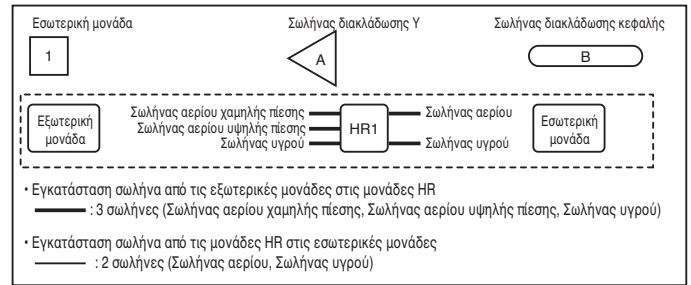 Εσωτερική μονάδα
Σωλήνας διακλάδωσης Υ
Σωλήνας διακλάδωσης κεφαλής
1
A
B
Εξωτερική μονάδα
Σωλήνας αερίου χαμηλής πίεσης
Σωλήνας αερίου υψηλής πίεσης
Σωλήνας υγρού
HR1
Σωλήνας αερίου
Σωλήνας υγρού
Εσωτερική μονάδα
• Εγκατάσταση σωλήνα από τις εξωτερικές μονάδες στις μονάδες HR
: 3 σωλήνες (Σωλήνας αερίου χαμηλής πίεσης, Σωλήνας αερίου υψηλής πίεσης, Σωλήνας υγρού)
• Εγκατάσταση σωλήνα από τις μονάδες HR στις εσωτερικές μονάδες
: 2 σωλήνες (Σωλήνας αερίου, Σωλήνας υγρού)